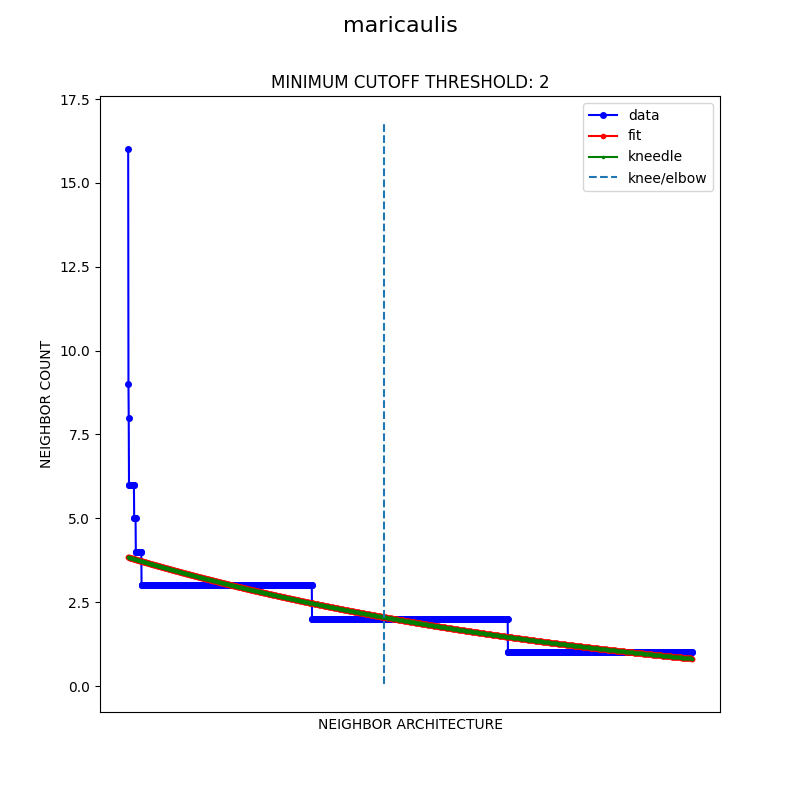 maricaulis
MINIMUM CUTOFF THRESHOLD: 2
17.5
15.0
12.5
10.0
7.5
5.0
2.5
0.0
NEIGHBOR COUNT
data
fit
kneedle
knee/elbow
NEIGHBOR ARCHITECTURE